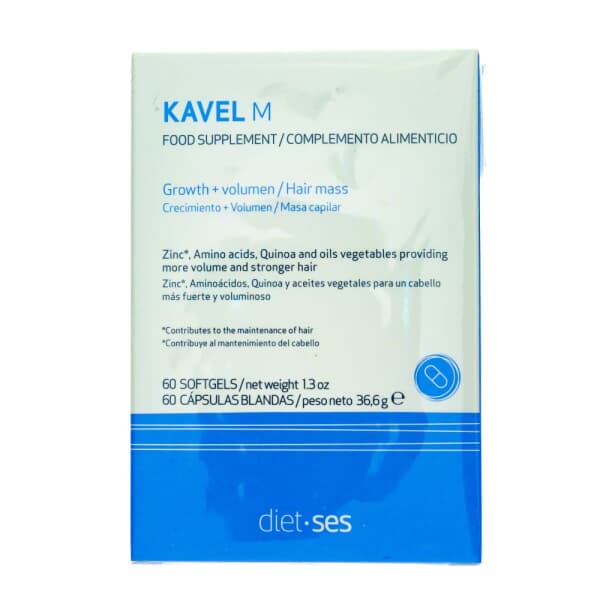 KAVEL M
FOOD SUPPLEMENT / COMPLEMENTO ALIMENTICIO
Growth + volumen / Hair mass
Crecimiento + Volumen / Masa capilar
Zinc*, Amino acids, Quinoa and oils vegetables providing
more volume and stronger hair
Zinc*, Aminoácidos, Quinoa y aceites vegetales para un cabello
más fuerte y voluminoso
*Contributes to the maintenance of hair
*Contribuye al mantenimiento del cabello
60 SOFTGELS / net weight 1.3 oz
60 CÁPSULAS BLANDAS / peso neto 36,6 g ℮
diet·ses